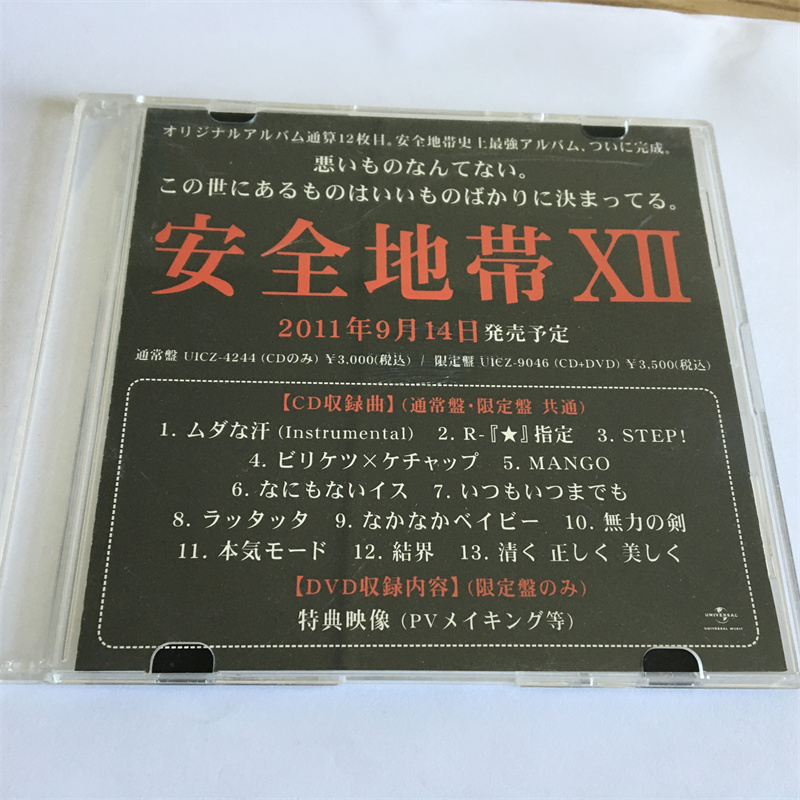 オリジナルアルバム通算12枚目。安全地帯史上最強アルバム、ついに完成。
悪いものなんてない。
この世にあるものはいいものばかりに決まってる。
安全地帯 XII
2011年9月14日発売予定
通常盤 UICZ-4244 (CDのみ) ¥3,000(税込) / 限定盤 UICZ-9046 (CD+DVD) ¥3,500(税込)
【CD収録曲】(通常盤・限定盤 共通)
1. ムダな汗 (Instrumental) 2. R-『★』指定 3. STEP!
4. ビリケツ×ケチャップ 5. MANGO
6. なにもないイス 7. いつもいつまでも
8. ラッタッタ 9. なかなかベイビー 10. 無力の剣
11. 本気モード 12. 結界 13. 清く 正しく 美しく
【DVD収録内容】(限定盤のみ)
特典映像 (PVメイキング等)
UNIVERSAL
UNIVERSAL MUSIC